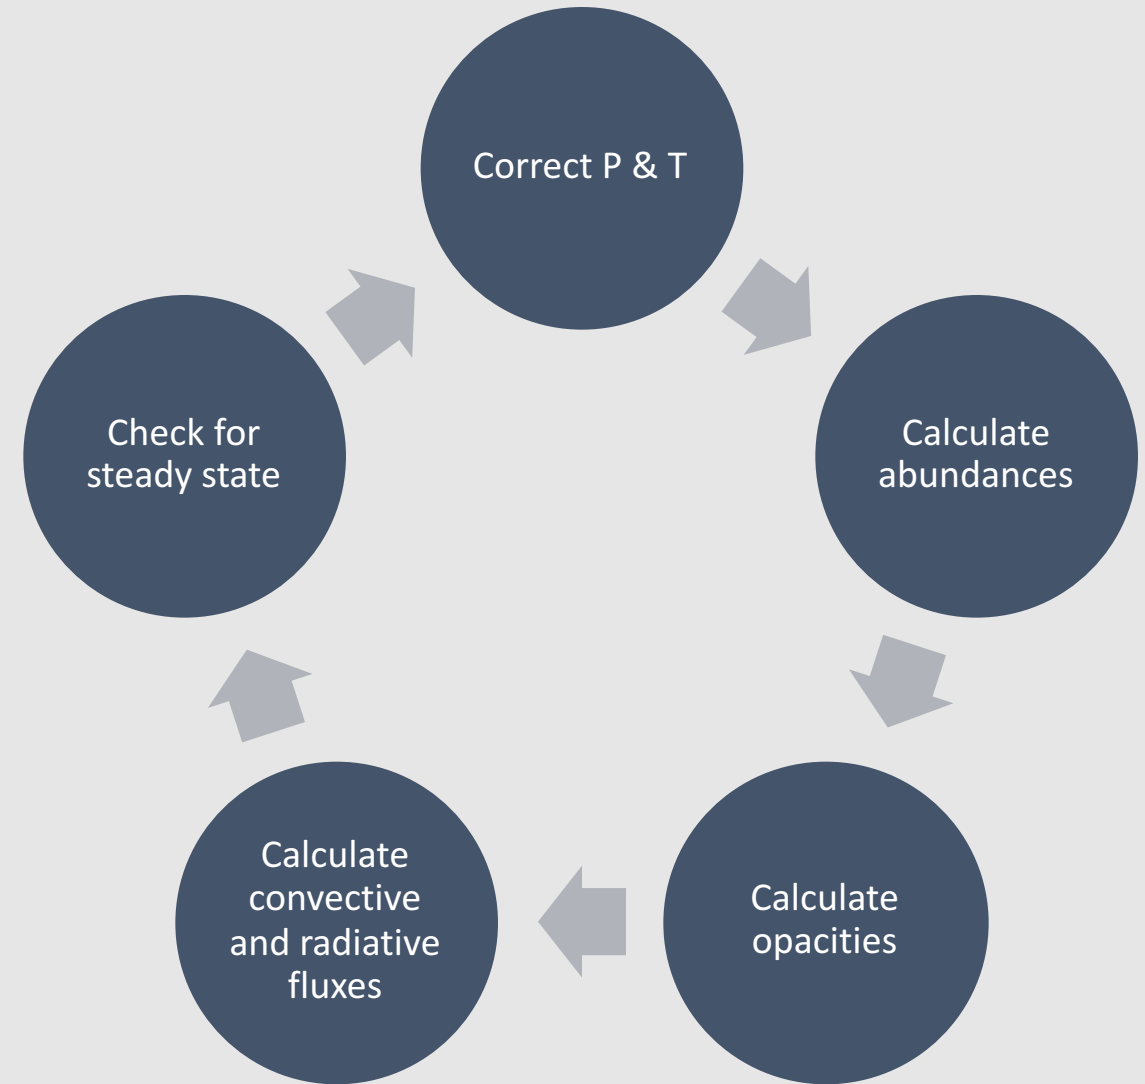 Correct P & T
Calculate
abundances
Calculate
opacities
Calculate
convective
and radiative
fluxes
Check for
steady state